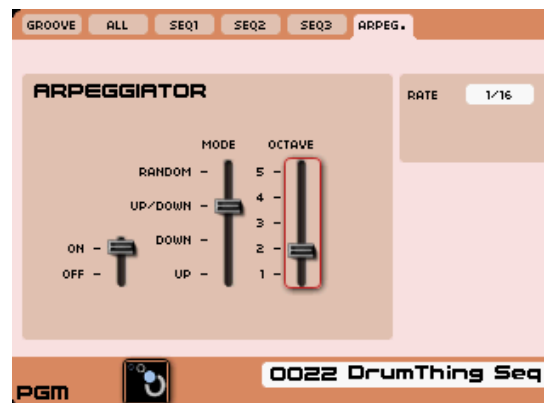 GROOVE ALL SEQ1 SEQ2 SEQ3 ARPEG.
ARPEGGIATOR
RATE 1/16
MODE OCTAVE
RANDOM 5
UP/DOWN 4
3
ON DOWN 2
OFF UP 1
PGM 0022 DrumThing Seq